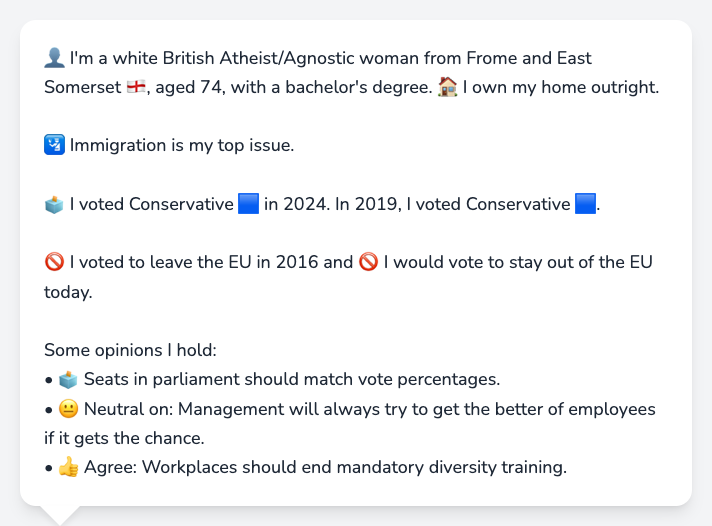 👤 I'm a white British Atheist/Agnostic woman from Frome and East
Somerset 🏴󠁧󠁢󠁥󠁮󠁧󠁿, aged 74, with a bachelor's degree. 🏠 I own my home outright.
🛂 Immigration is my top issue.
🗳️ I voted Conservative 🟦 in 2024. In 2019, I voted Conservative 🟦.
🚫 I voted to leave the EU in 2016 and 🚫 I would vote to stay out of the EU
today.
Some opinions I hold:
• 🗳️ Seats in parliament should match vote percentages.
• 😐 Neutral on: Management will always try to get the better of employees
if it gets the chance.
• 👍 Agree: Workplaces should end mandatory diversity training.